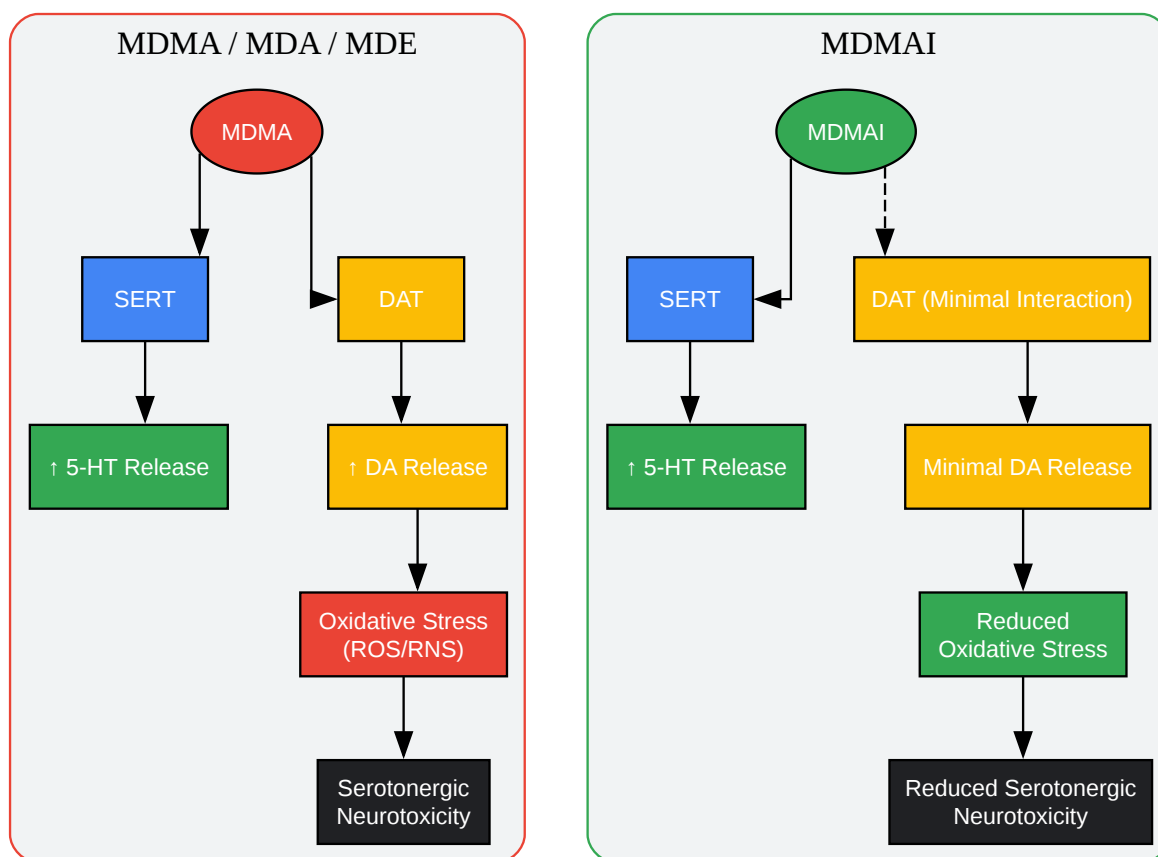 MDMA / MDA / MDE
MDMA
SERT
DAT
↑ 5-HT Release
↑ DA Release
Oxidative Stress
(ROS/RNS)
Serotonergic
Neurotoxicity
MDMAI
MDMAI
SERT
DAT (Minimal Interaction)
↑ 5-HT Release
Minimal DA Release
Reduced
Oxidative Stress
Reduced Serotonergic
Neurotoxicity